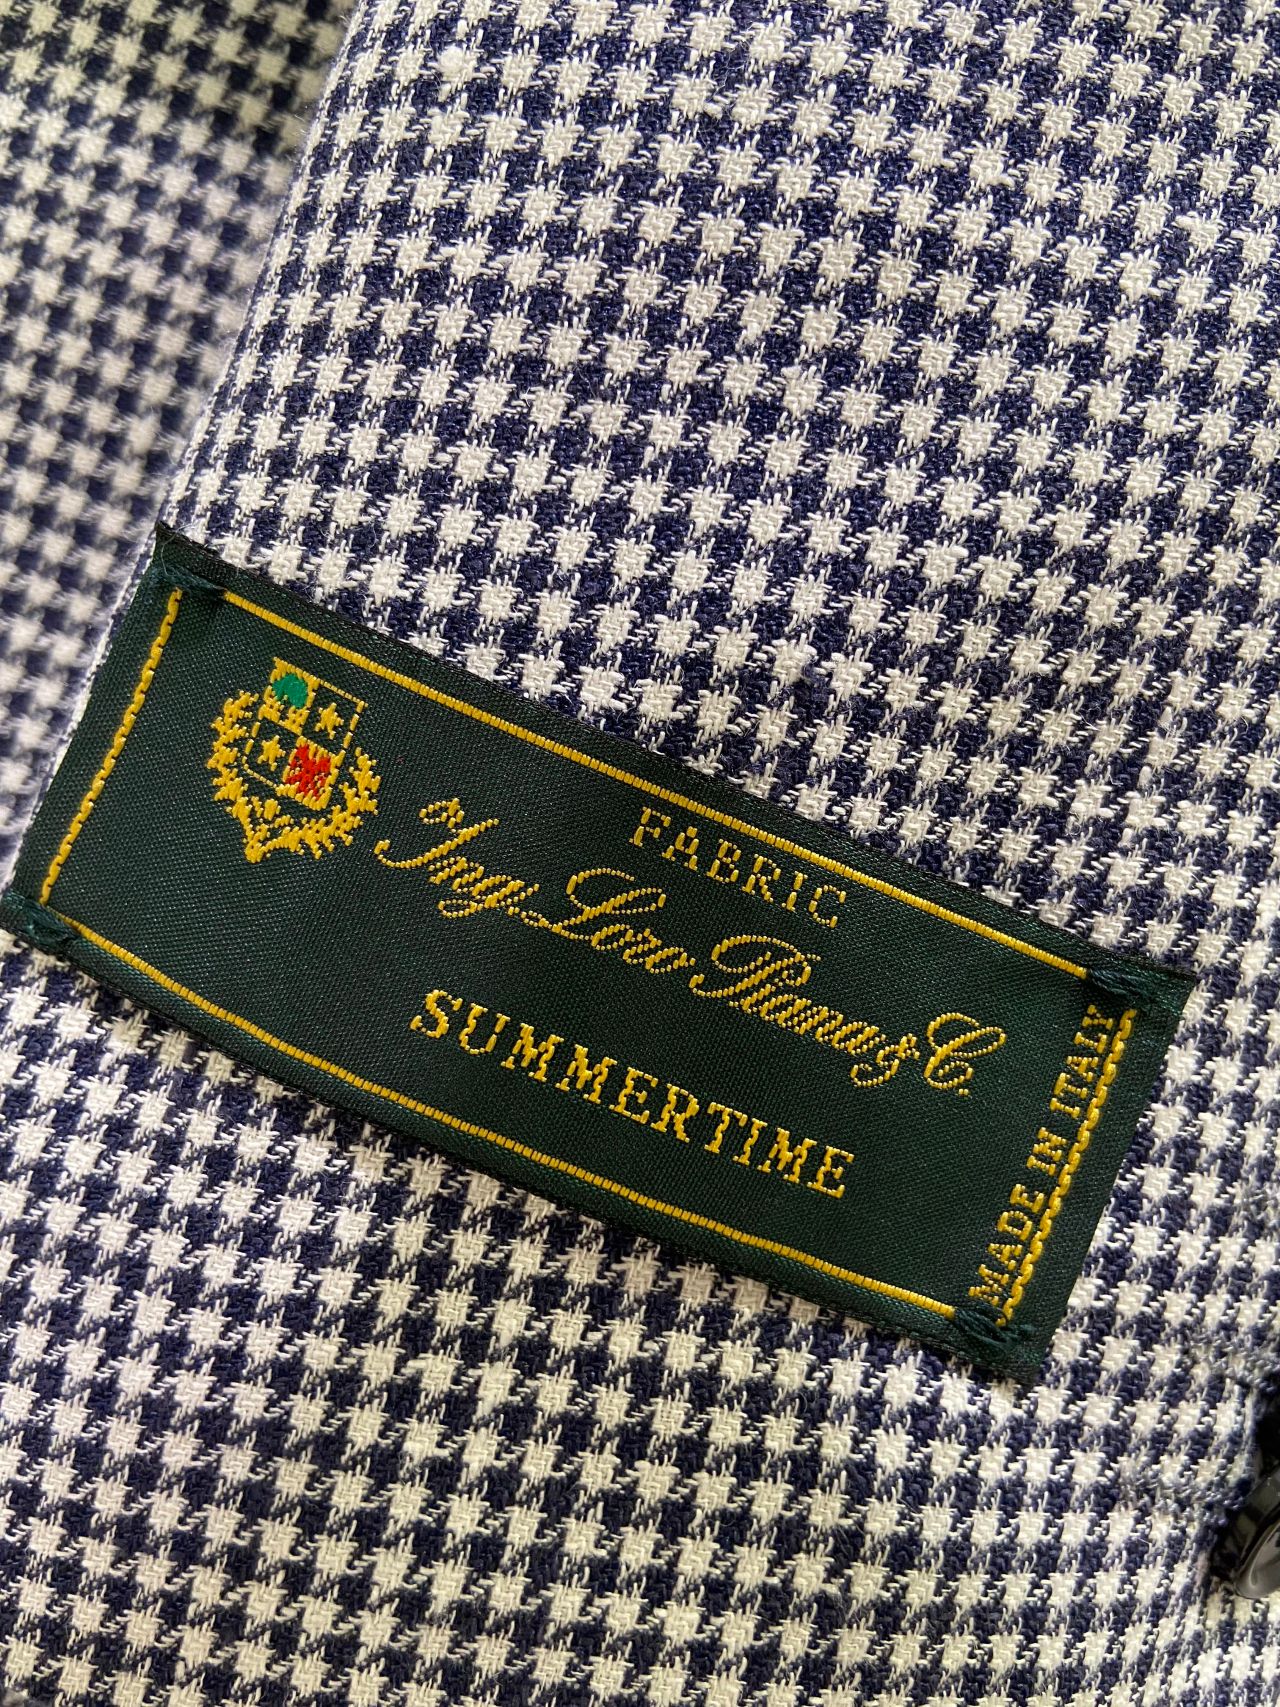 FABRIC
Ing. Loro Piana & C.
SUMMERTIME
MADE IN ITALY